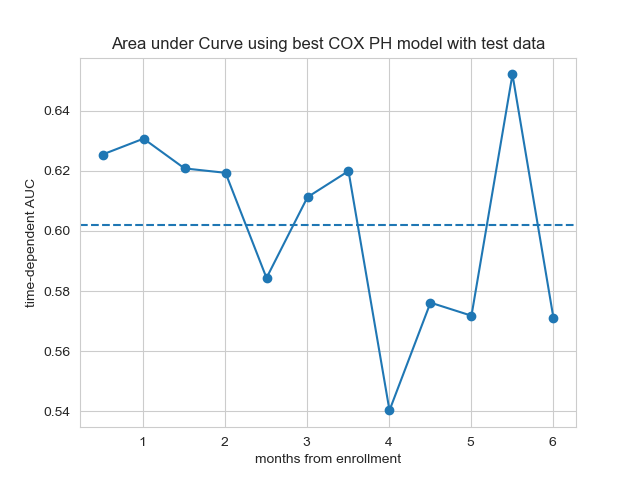 Area under Curve using best COX PH model with test data
time-dependent AUC
0.64
0.62
0.60
0.58
0.56
0.54
1 2 3 4 5 6
months from enrollment